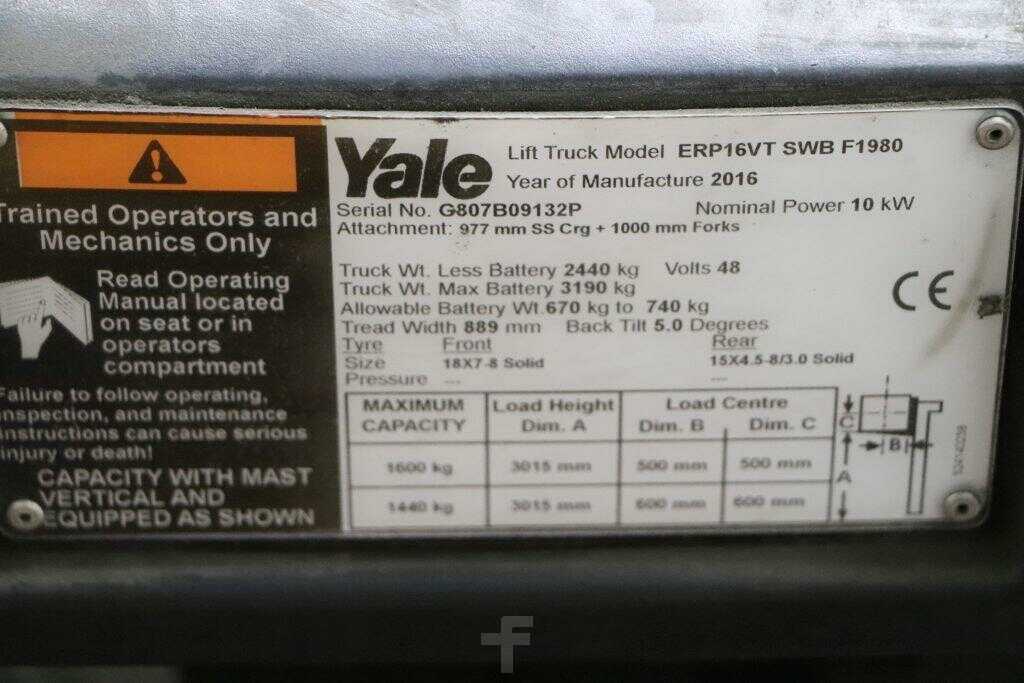 Trained Operators and
Mechanics Only
Read Operating
Manual located
on seat or in
operators
compartment
Failure to follow operating,
inspection, and maintenance
instructions can cause serious
injury or death!
CAPACITY WITH MAST
VERTICAL AND
EQUIPPED AS SHOWN
Yale
Lift Truck Model ERP16VT SWB F1980
Year of Manufacture 2016
Serial No. G807B09132P Nominal Power 10 kW
Attachment: 977 mm SS Crg + 1000 mm Forks
Truck Wt. Less Battery 2440 kg Volts 48
Truck Wt. Max Battery 3190 kg
Allowable Battery Wt. 670 kg to 740 kg
Tread Width 889 mm Back Tilt 5.0 Degrees
Tyre Front Rear
Size 18X7-8 Solid 15X4.5-8/3.0 Solid
Pressure --- ---
MAXIMUM CAPACITY Load Height Dim. A Load Centre Dim. B Dim. C
1600 kg 3015 mm 500 mm 500 mm
1440 kg 3015 mm 600 mm 600 mm
CE
C
B
A